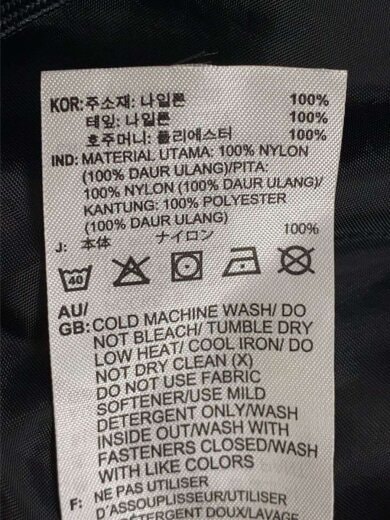 KOR:주소재: 나일론 100%
테잎: 나일론 100%
호주머니: 폴리에스터 100%
IND: MATERIAL UTAMA: 100% NYLON
(100% DAUR ULANG)/PITA:
100% NYLON (100% DAUR ULANG)/
KANTUNG: 100% POLYESTER
(100% DAUR ULANG)
J: 本体 ナイロン 100%
40
AU/
GB: COLD MACHINE WASH/ DO
NOT BLEACH/ TUMBLE DRY
LOW HEAT/ COOL IRON/ DO
NOT DRY CLEAN (X)
DO NOT USE FABRIC
SOFTENER/USE MILD
DETERGENT ONLY/WASH
INSIDE OUT/WASH WITH
FASTENERS CLOSED/WASH
WITH LIKE COLORS
F: NE PAS UTILISER
D'ASSOUPLISSEUR/UTILISER
DÉTERGENT DOUX/LAVAGE